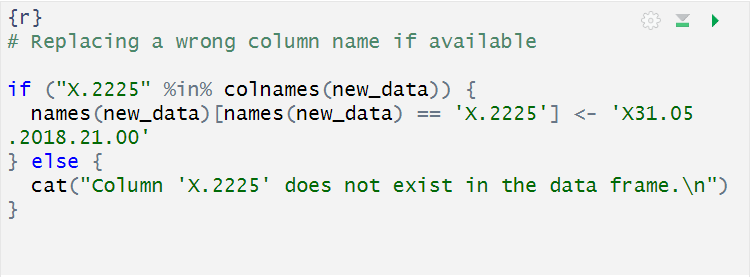 {r}
# Replacing a wrong column name if available
if ("X.2225" %in% colnames(new_data)) {
  names(new_data)[names(new_data) == 'X.2225'] <- 'X31.05
.2018.21.00'
} else {
  cat("Column 'X.2225' does not exist in the data frame.\n")
}